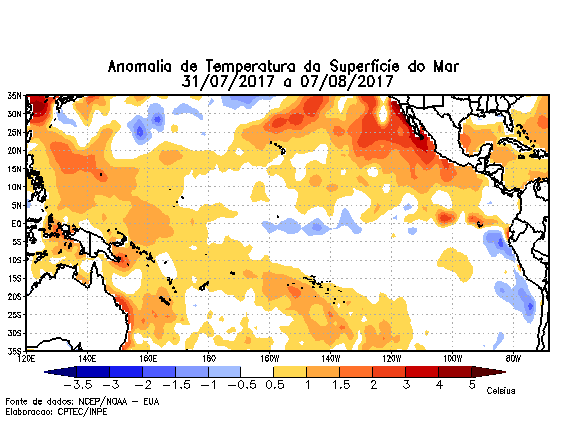 Anomalia de Temperatura da Superfície do Mar
31/07/2017 a 07/08/2017
35N
30N
25N
20N
15N
10N
5N
EQ
5S
10S
15S
20S
25S
30S
35S
120E 140E 160E 180 160W 140W 120W 100W 80W
-3.5 -3 -2 -1.5 -1 -0.5 0.5 1 1.5 2 3 4 5
Celsius
Fonte de dados: NCEP/NOAA - EUA
Elaboracao: CPTEC/INPE